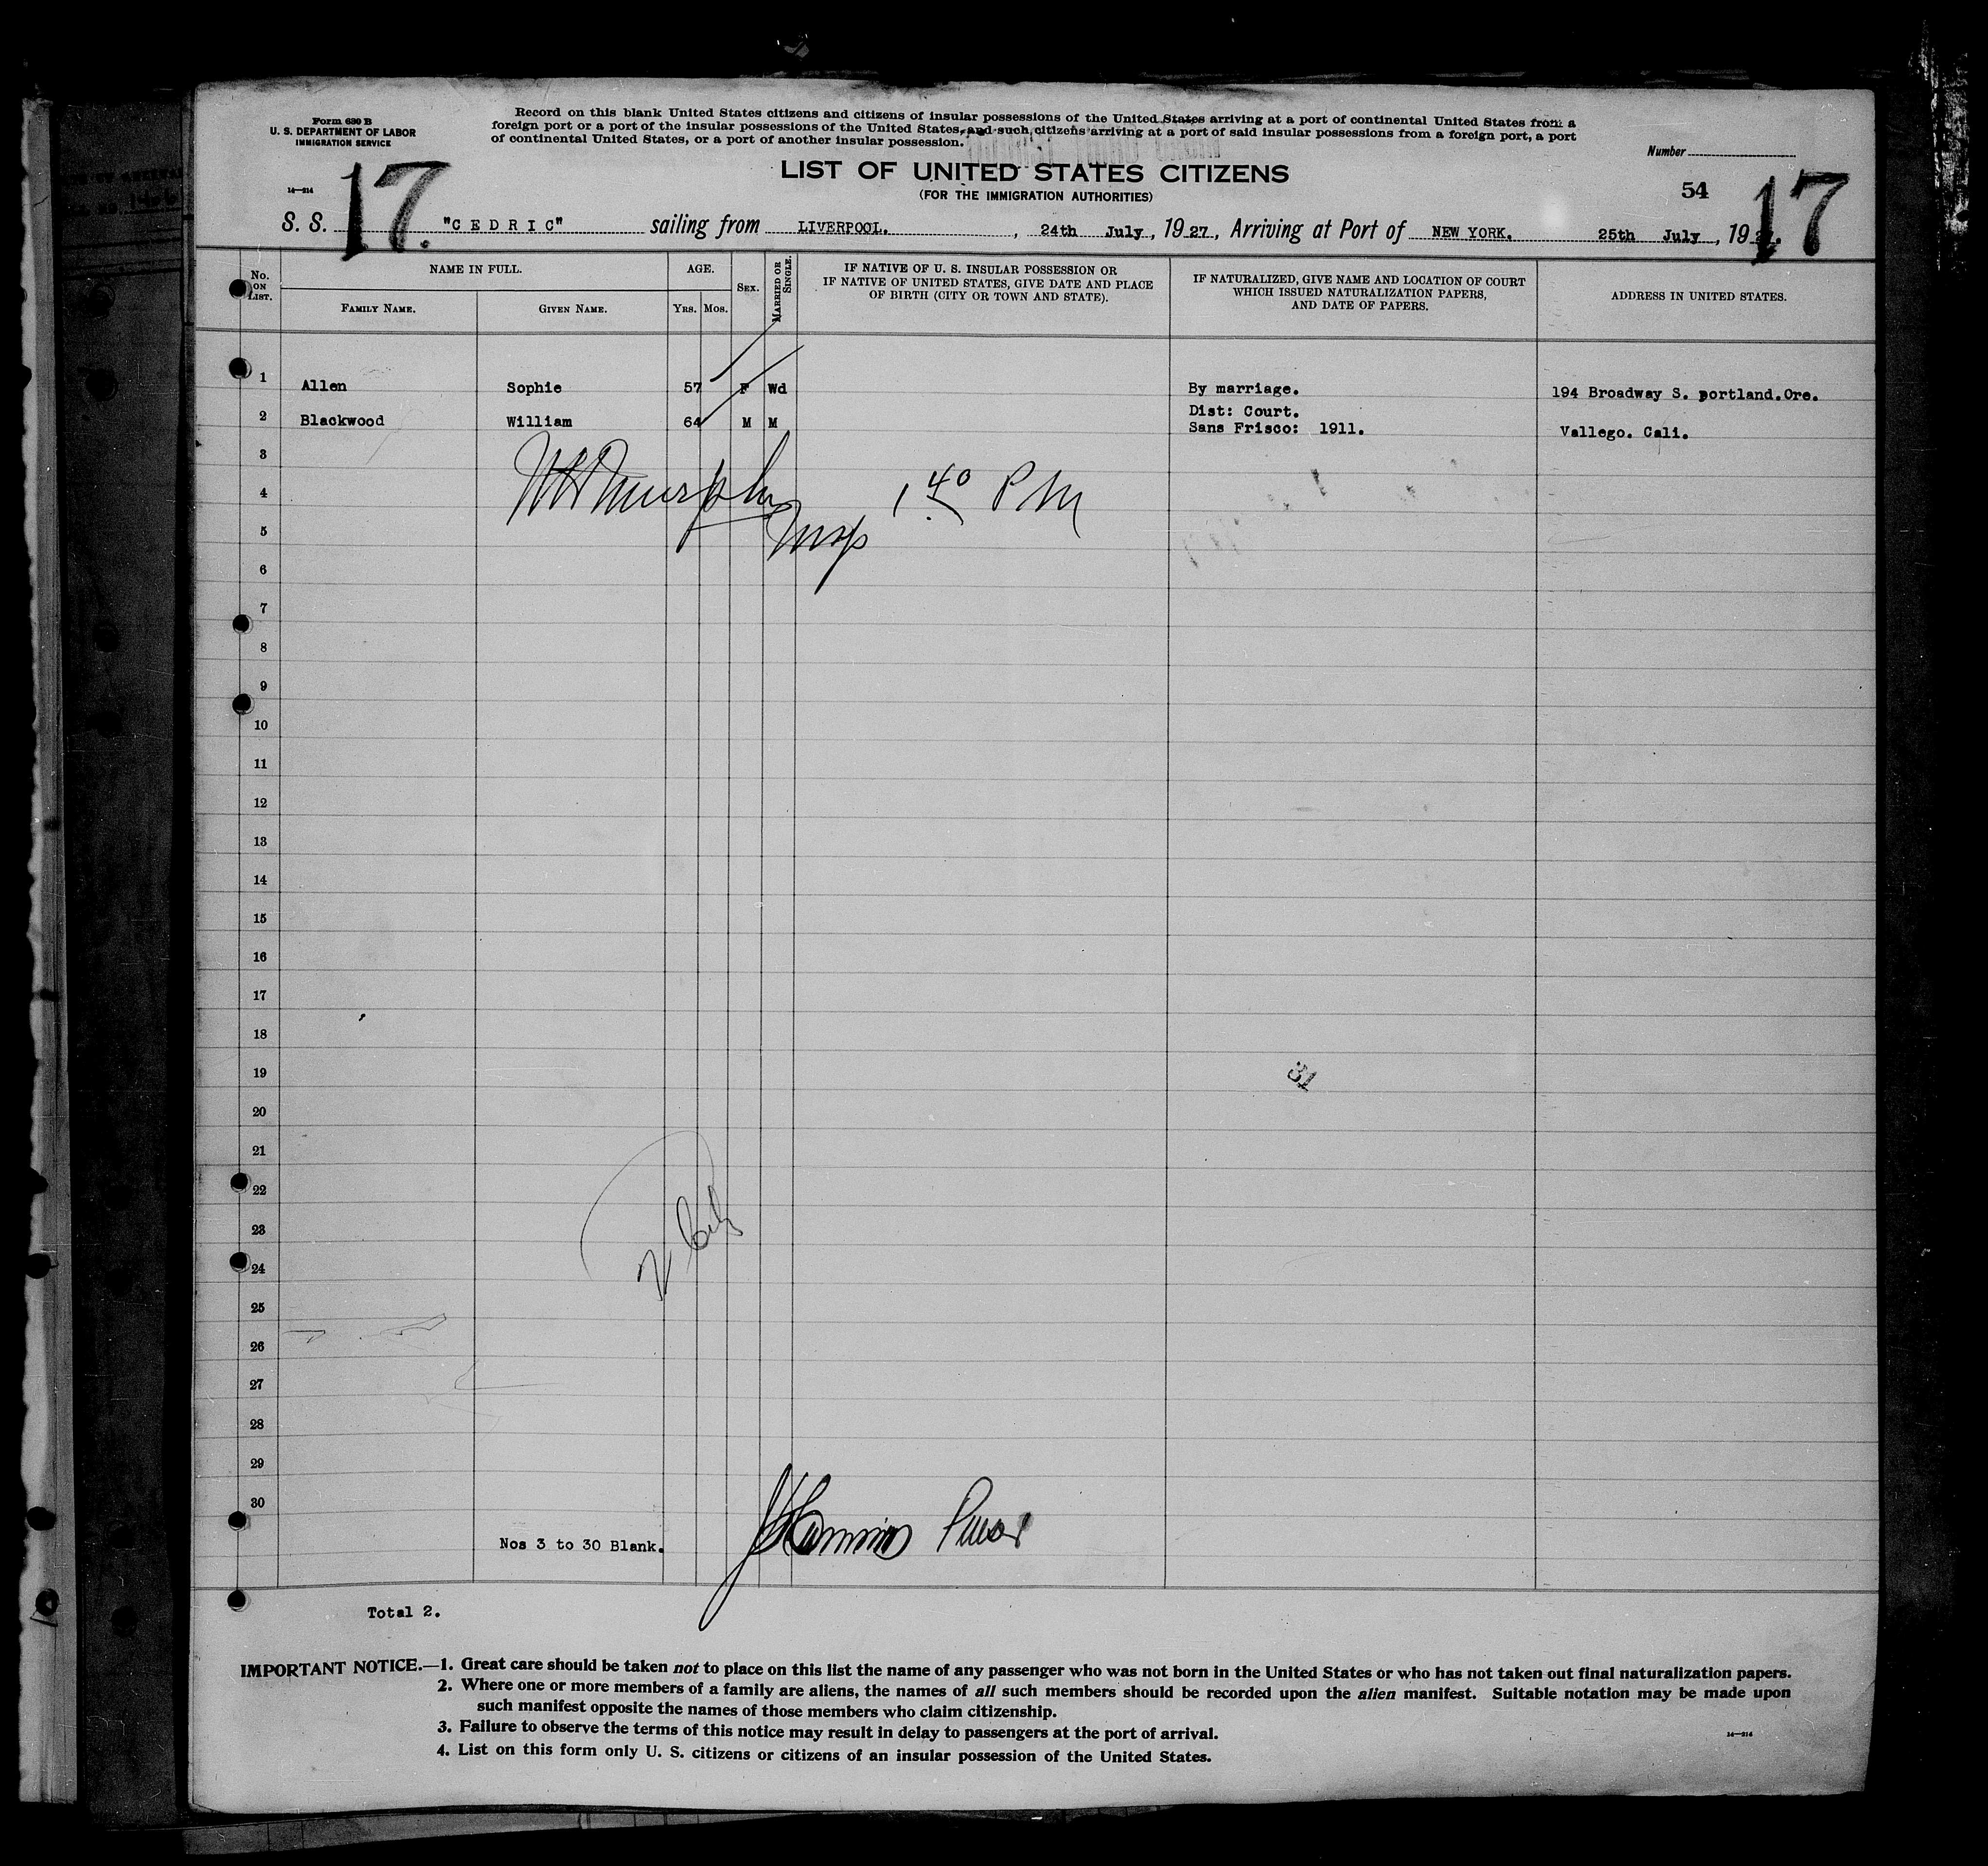 Form 630 B
U. S. DEPARTMENT OF LABOR
IMMIGRATION SERVICE
14—214
Record on this blank United States citizens and citizens of insular possessions of the United States arriving at a port of continental United States from a
foreign port or a port of the insular possessions of the United States, and such citizens arriving at a port of said insular possessions from a foreign port, a port
of continental United States, or a port of another insular possession.
Number
LIST OF UNITED STATES CITIZENS
(FOR THE IMMIGRATION AUTHORITIES)
54
17. 17
S. S. "CEDRIC" sailing from LIVERPOOL. , 24th July , 1927 , Arriving at Port of NEW YORK. 25th July , 19
No. ON LIST. NAME IN FULL. AGE. SEX. MARRIED OR SINGLE. IF NATIVE OF U. S. INSULAR POSSESSION OR IF NATIVE OF UNITED STATES, GIVE DATE AND PLACE OF BIRTH (CITY OR TOWN AND STATE). IF NATURALIZED, GIVE NAME AND LOCATION OF COURT WHICH ISSUED NATURALIZATION PAPERS, AND DATE OF PAPERS. ADDRESS IN UNITED STATES.
FAMILY NAME. GIVEN NAME. YRS. MOS.
1 Allen Sophie 57 F Wd By marriage. 194 Broadway S. portland.Ore.
Dist: Court.
2 Blackwood William 64 M M Sans Frisco: 1911. Vallego. Cali.
3
4 Murphy 1 40 PM
5 Insp
6
7
8
9
10
11
12
13
14
15
16
17
18
19 31
20
21
22
23
24
25
26
27
28
29
30
Nos 3 to 30 Blank.
Total 2.
IMPORTANT NOTICE.—1. Great care should be taken not to place on this list the name of any passenger who was not born in the United States or who has not taken out final naturalization papers.
2. Where one or more members of a family are aliens, the names of all such members should be recorded upon the alien manifest. Suitable notation may be made upon
such manifest opposite the names of those members who claim citizenship.
3. Failure to observe the terms of this notice may result in delay to passengers at the port of arrival.
4. List on this form only U. S. citizens or citizens of an insular possession of the United States.
14—214